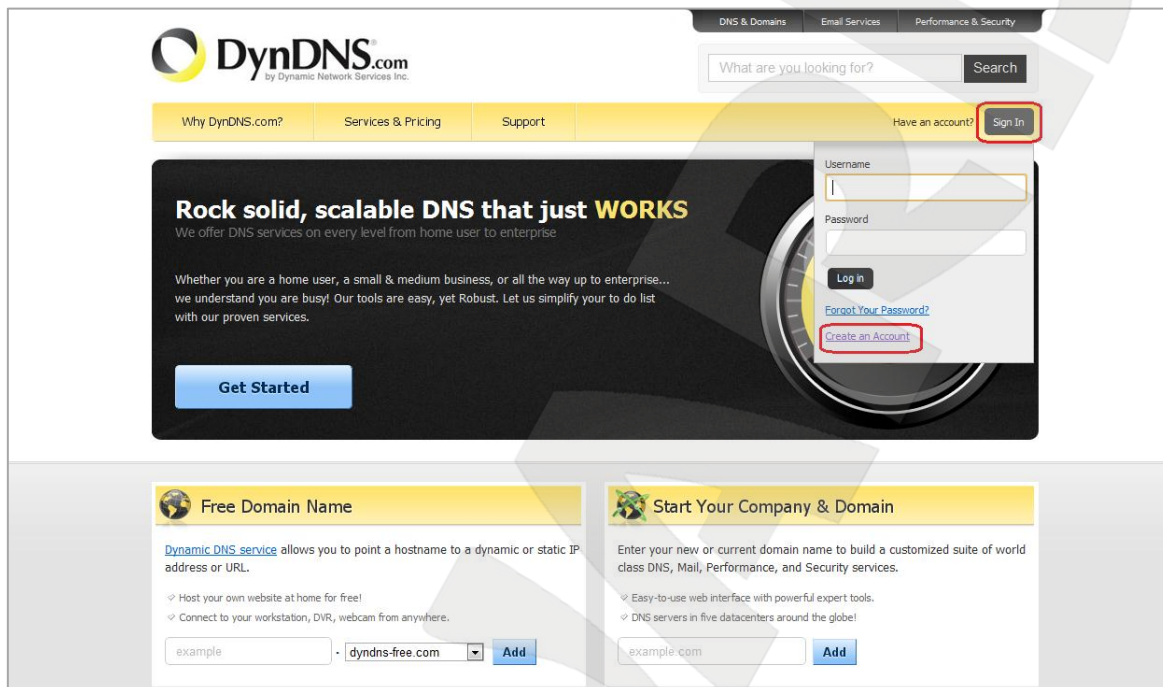 DNS & Domains Email Services Performance & Security
DynDNS.com
by Dynamic Network Services Inc.
What are you looking for? Search
Why DynDNS.com? Services & Pricing Support Have an account? Sign In
Username
Password
Log in
Forgot Your Password?
Create an Account
Rock solid, scalable DNS that just WORKS
We offer DNS services on every level from home user to enterprise
Whether you are a home user, a small & medium business, or all the way up to enterprise...
we understand you are busy! Our tools are easy, yet Robust. Let us simplify your to do list
with our proven services.
Get Started
Free Domain Name
Dynamic DNS service allows you to point a hostname to a dynamic or static IP
address or URL.
Host your own website at home for free!
Connect to your workstation, DVR, webcam from anywhere.
example . dyndns-free.com Add
Start Your Company & Domain
Enter your new or current domain name to build a customized suite of world
class DNS, Mail, Performance, and Security services.
Easy-to-use web interface with powerful expert tools.
DNS servers in five datacenters around the globe!
example.com Add